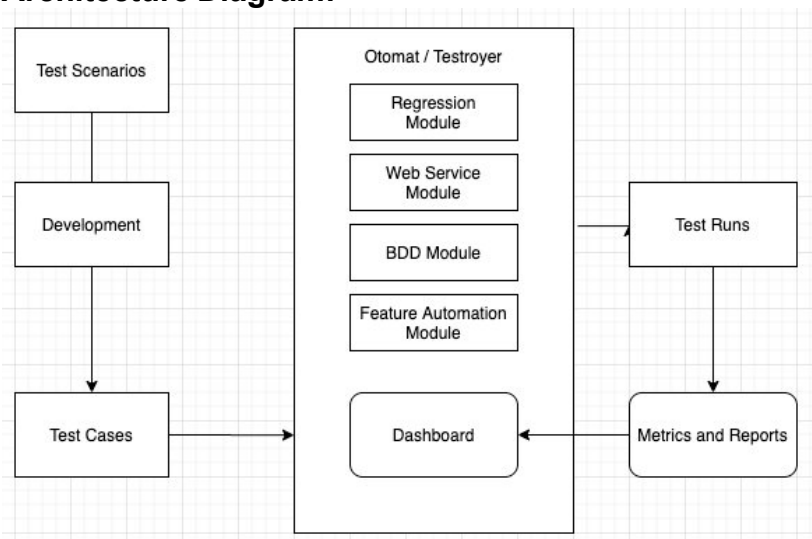 Architecture Diagram:
Test Scenarios
Otomat / Testroyer
Regression
Module
Web Service
Module
Development
Test Runs
BDD Module
Feature Automation
Module
Test Cases
Dashboard
Metrics and Reports